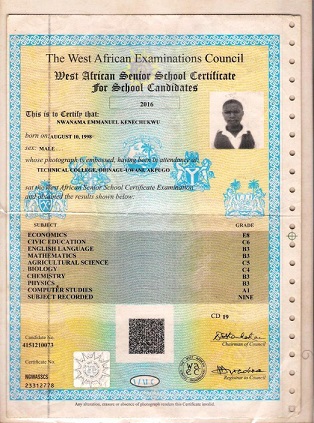 The West African Examinations Council
West African Senior School Certificate
For School Candidates
2016
This is to Certify that:
NWANAMA EMMANUEL KENECHUKWU
born on: AUGUST 10, 1998
sex: MALE
whose photograph is embossed, having been in attendance at
TECHNICAL COLLEGE, OHINAGU-UWANI, AKPUGO
sat the West African Senior School Certificate Examination
and obtained the results shown below:
SUBJECT GRADE
ECONOMICS E8
CIVIC EDUCATION C6
ENGLISH LANGUAGE B3
MATHEMATICS B3
AGRICULTURAL SCIENCE C5
BIOLOGY C4
CHEMISTRY B3
PHYSICS B3
COMPUTER STUDIES A1
SUBJECT RECORDED NINE
CD 19
Candidate No.
4151210073
Chairman of Council
Certificate No.
NGWASSCS
23312778
WAEC
Registrar to Council
Any alteration, erasure or absence of photograph renders this Certificate invalid.